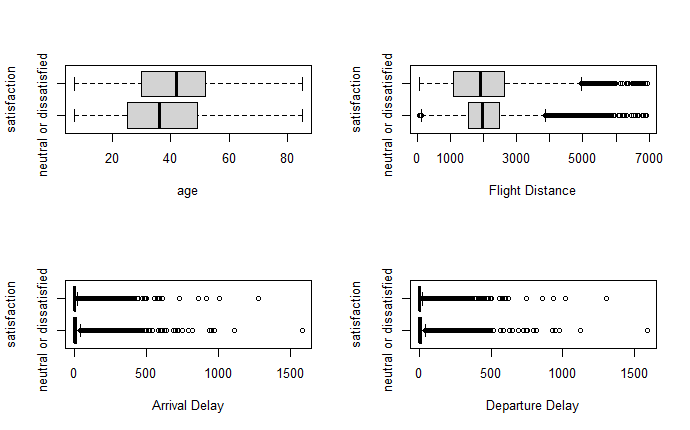 satisfaction
neutral or dissatisfied
20 40 60 80
age
satisfaction
neutral or dissatisfied
0 1000 3000 5000 7000
Flight Distance
satisfaction
neutral or dissatisfied
0 500 1000 1500
Arrival Delay
satisfaction
neutral or dissatisfied
0 500 1000 1500
Departure Delay